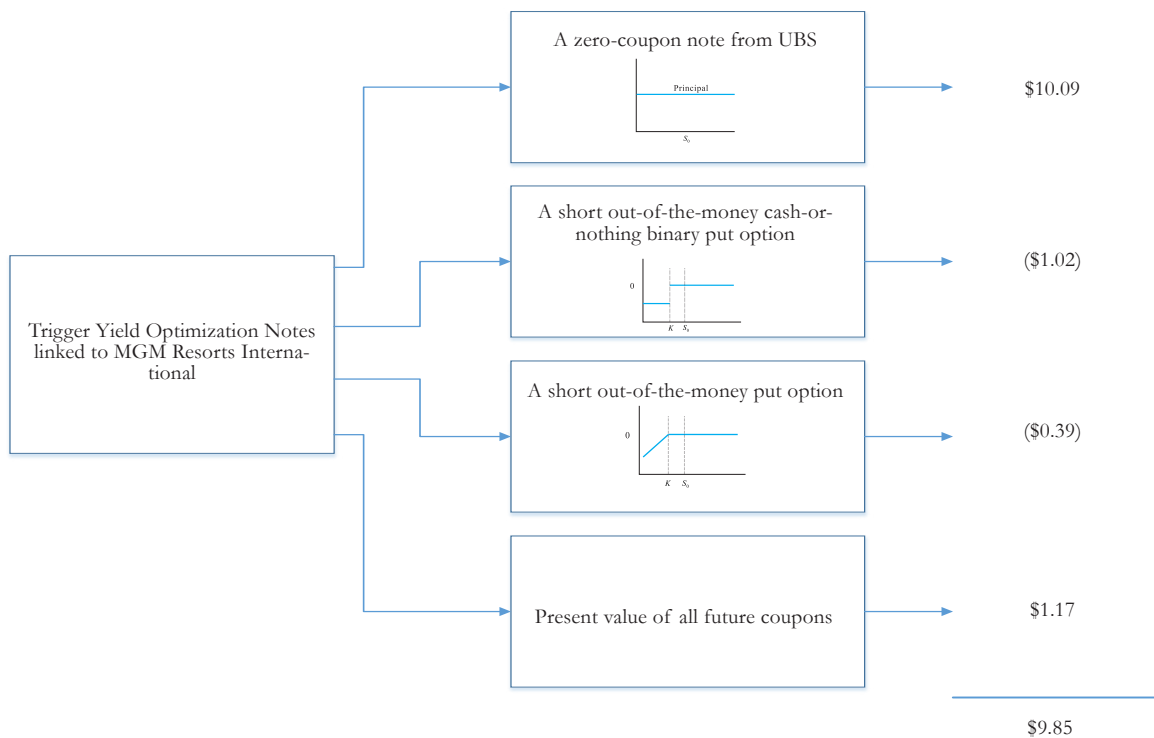 A zero-coupon note from UBS
Principal
S₀
$10.09
A short out-of-the-money cash-or-
nothing binary put option
0
K
S₀
($1.02)
Trigger Yield Optimization Notes
linked to MGM Resorts Interna-
tional
A short out-of-the-money put option
0
K
S₀
($0.39)
Present value of all future coupons
$1.17
$9.85